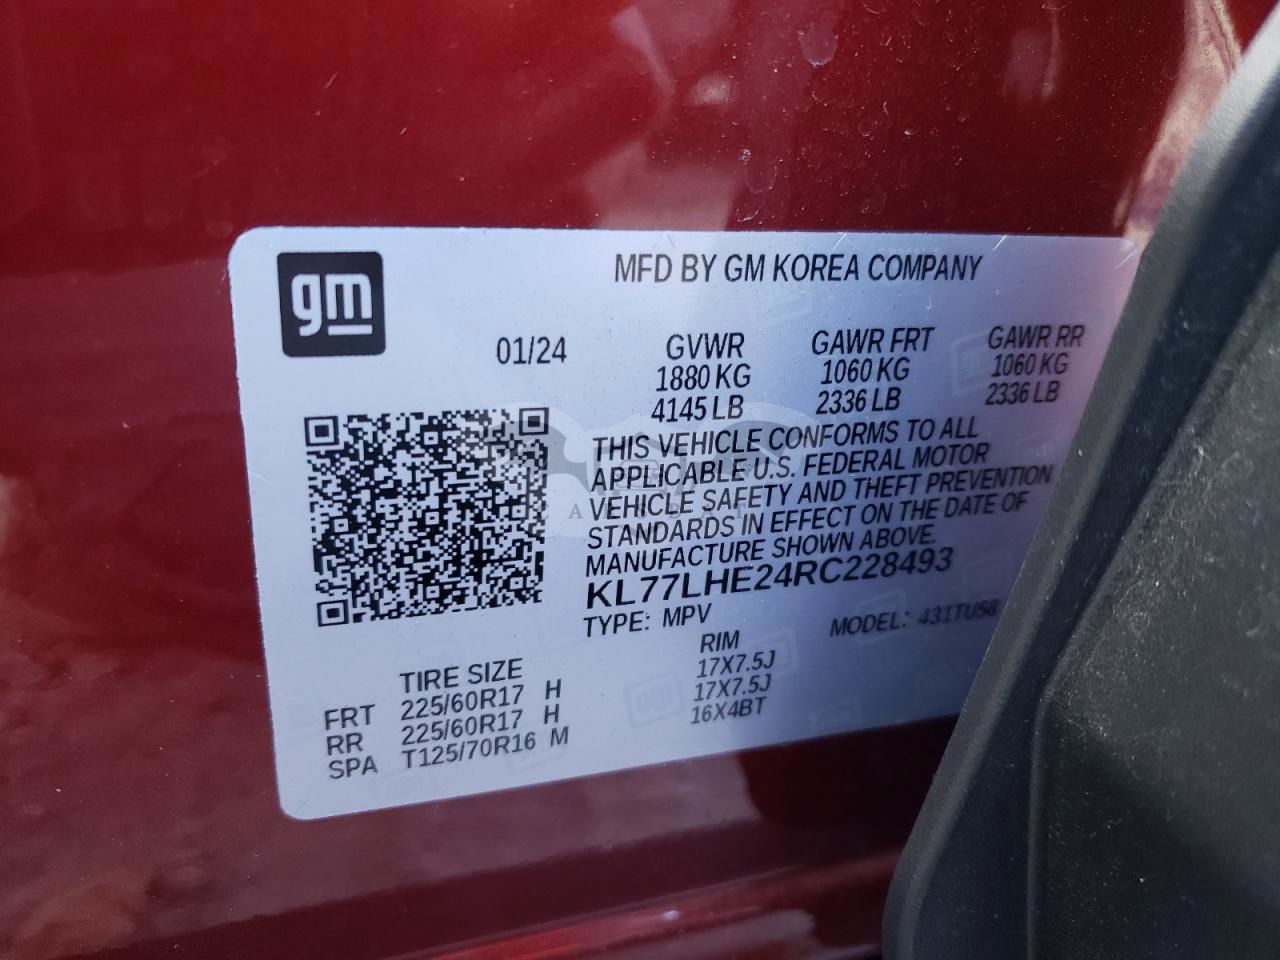 gm
MFD BY GM KOREA COMPANY
01/24 GVWR GAWR FRT GAWR RR
1880 KG 1060 KG 1060 KG
4145 LB 2336 LB 2336 LB
THIS VEHICLE CONFORMS TO ALL
APPLICABLE U.S. FEDERAL MOTOR
VEHICLE SAFETY AND THEFT PREVENTION
STANDARDS IN EFFECT ON THE DATE OF
MANUFACTURE SHOWN ABOVE.
KL77LHE24RC228493
TYPE: MPV MODEL: 431TU58
TIRE SIZE RIM
FRT 225/60R17 H 17X7.5J
RR 225/60R17 H 17X7.5J
SPA T125/70R16 M 16X4BT